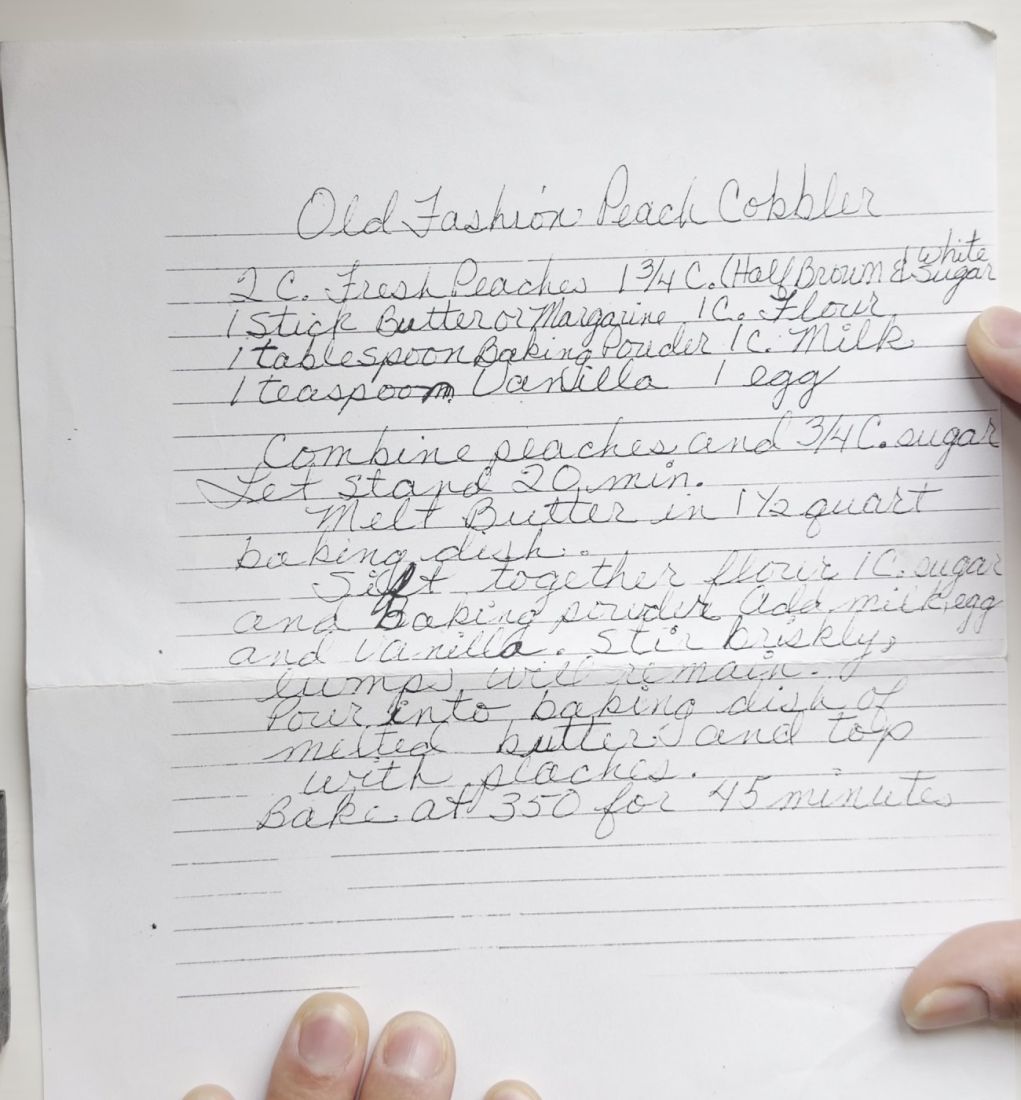 Old Fashion Peach Cobbler
2 C. Fresh Peaches 1 3/4 C. (Half Brown & White Sugar
1 Stick Butter or Margarine 1 C. Flour
1 tablespoon Baking Powder 1 C. Milk
1 teaspoon Vanilla 1 egg
Combine peaches and 3/4 C. sugar
Let stand 20 min.
Melt Butter in 1 1/2 quart
baking dish.
Sift together flour 1 C. sugar
and Baking powder add milk, egg
and vanilla. Stir briskly,
lumps will remain.
Pour into baking dish of
melted butter and top
with peaches.
Bake at 350 for 45 minutes